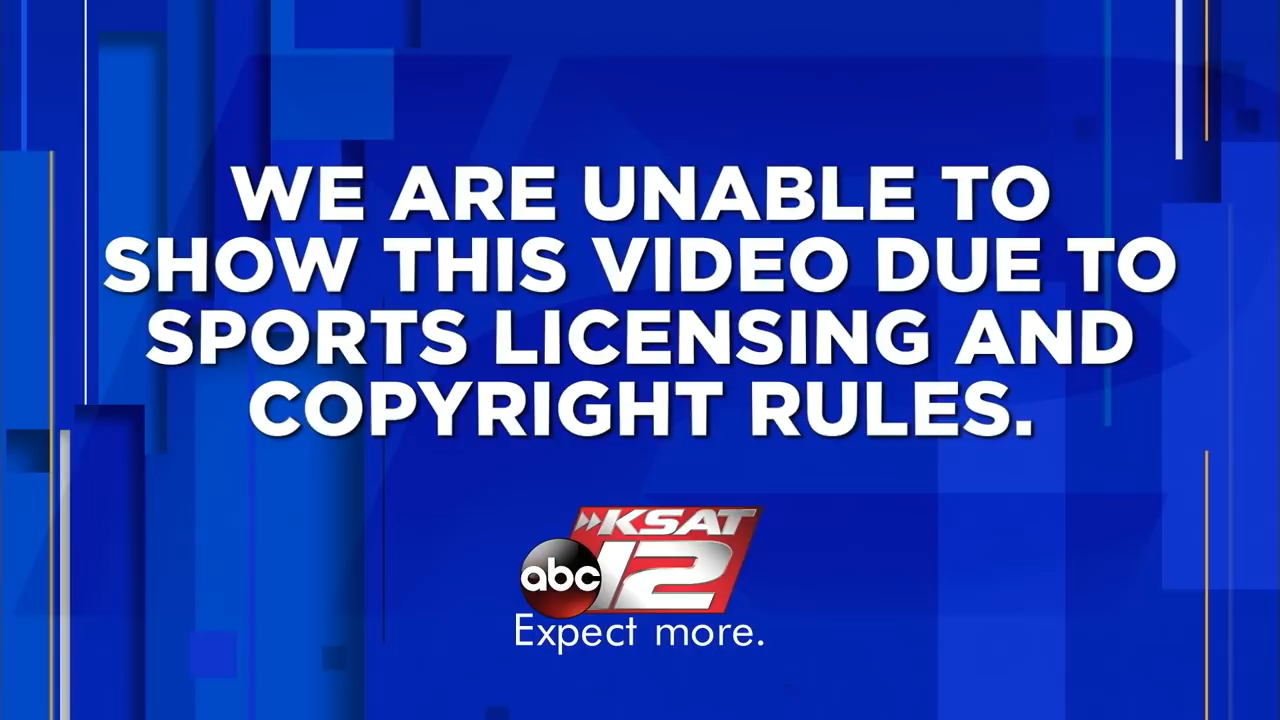 WE ARE UNABLE TO
SHOW THIS VIDEO DUE TO
SPORTS LICENSING AND
COPYRIGHT RULES.
KSAT
abc 12
Expect more.